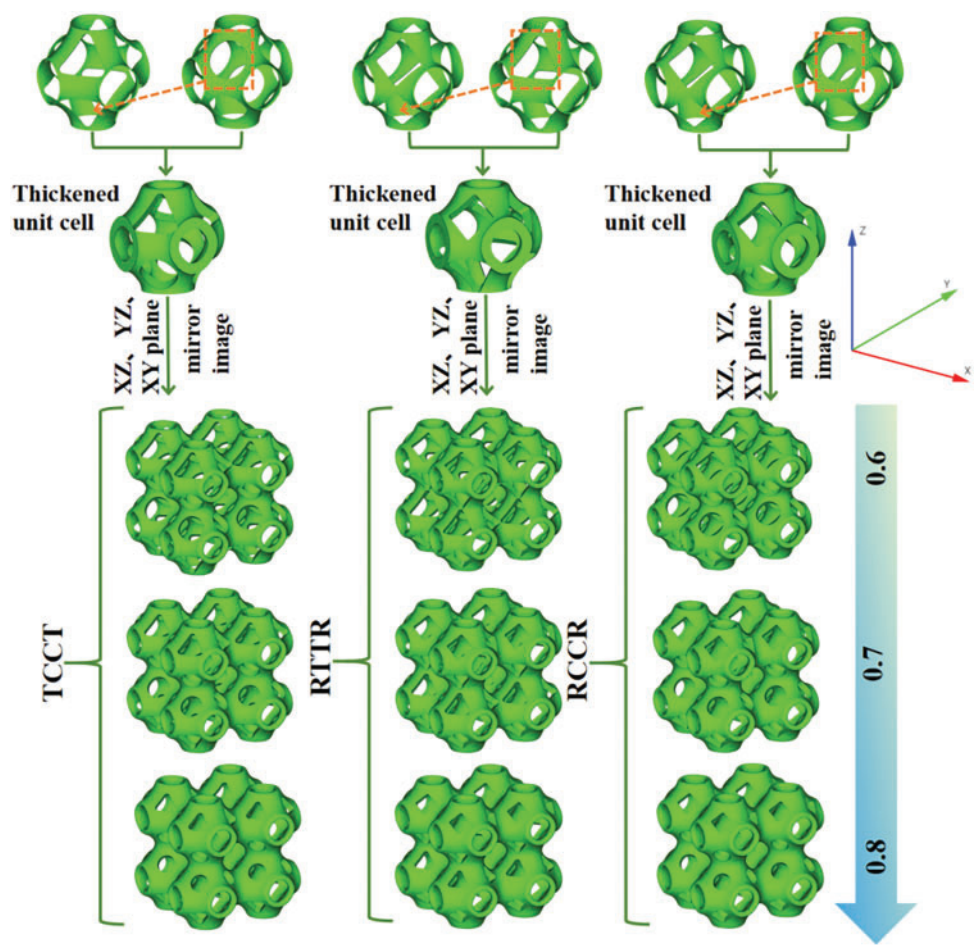 Thickened
unit cell
Thickened
unit cell
Thickened
unit cell
XZ、YZ、
XY plane
mirror
image
XZ、YZ、
XY plane
mirror
image
XZ、YZ、
XY plane
mirror
image
Z
Y
X
TCCT
RTTR
RCCR
0.6
0.7
0.8